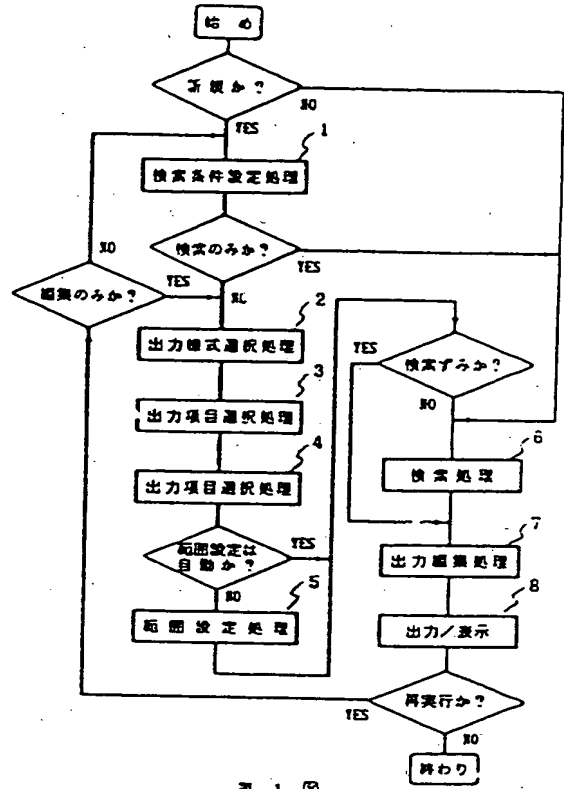 始め
新規か?
NO
YES
1
検索条件設定処理
検索のみか?
NO
YES
編集のみか?
YES
NO
2
出力様式選択処理
3
出力項目選択処理
4
出力項目選択処理
範囲設定は
自動か?
YES
NO
5
範囲設定処理
YES
検索ずみか?
NO
6
検索処理
7
出力編集処理
8
出力/表示
再実行か?
YES
NO
終わり
第1図